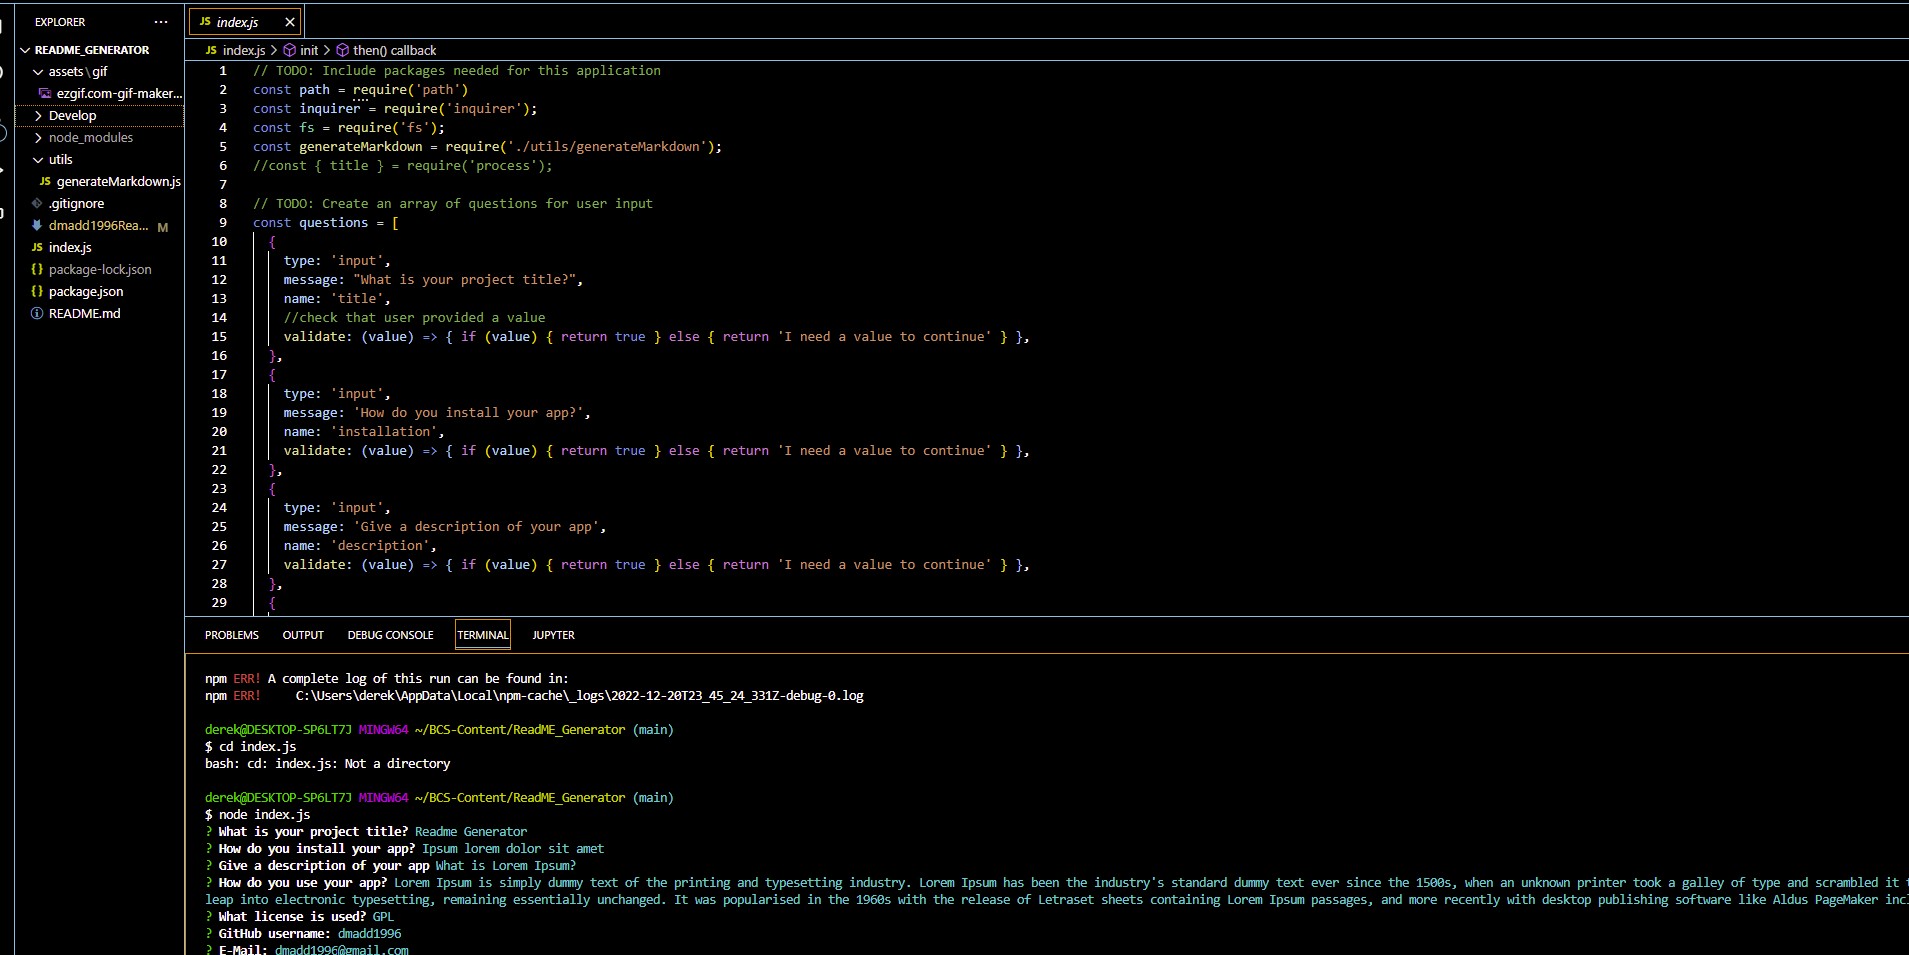 EXPLORER ...
README_GENERATOR
assets\gif
ezgif.com-gif-maker...
Develop
node_modules
utils
JS generateMarkdown.js
.gitignore
dmadd1996Rea... M
JS index.js
{} package-lock.json
{} package.json
README.md
JS index.js ×
JS index.js > init > then() callback
1 // TODO: Include packages needed for this application
2 const path = require('path')
3 const inquirer = require('inquirer');
4 const fs = require('fs');
5 const generateMarkdown = require('./utils/generateMarkdown');
6 //const { title } = require('process');
7
8 // TODO: Create an array of questions for user input
9 const questions = [
10 {
11 type: 'input',
12 message: "What is your project title?",
13 name: 'title',
14 //check that user provided a value
15 validate: (value) => { if (value) { return true } else { return 'I need a value to continue' } },
16 },
17 {
18 type: 'input',
19 message: 'How do you install your app?',
20 name: 'installation',
21 validate: (value) => { if (value) { return true } else { return 'I need a value to continue' } },
22 },
23 {
24 type: 'input',
25 message: 'Give a description of your app',
26 name: 'description',
27 validate: (value) => { if (value) { return true } else { return 'I need a value to continue' } },
28 },
29 {
PROBLEMS OUTPUT DEBUG CONSOLE TERMINAL JUPYTER
npm ERR! A complete log of this run can be found in:
npm ERR!     C:\Users\derek\AppData\Local\npm-cache\_logs\2022-12-20T23_45_24_331Z-debug-0.log
derek@DESKTOP-SP6LT7J MINGW64 ~/BCS-Content/ReadME_Generator (main)
$ cd index.js
bash: cd: index.js: Not a directory
derek@DESKTOP-SP6LT7J MINGW64 ~/BCS-Content/ReadME_Generator (main)
$ node index.js
? What is your project title? Readme Generator
? How do you install your app? Ipsum lorem dolor sit amet
? Give a description of your app What is Lorem Ipsum?
? How do you use your app? Lorem Ipsum is simply dummy text of the printing and typesetting industry. Lorem Ipsum has been the industry's standard dummy text ever since the 1500s, when an unknown printer took a galley of type and scrambled it
leap into electronic typesetting, remaining essentially unchanged. It was popularised in the 1960s with the release of Letraset sheets containing Lorem Ipsum passages, and more recently with desktop publishing software like Aldus PageMaker
? What license is used? GPL
? GitHub username: dmadd1996
? E-Mail: dmadd1996@gmail.com